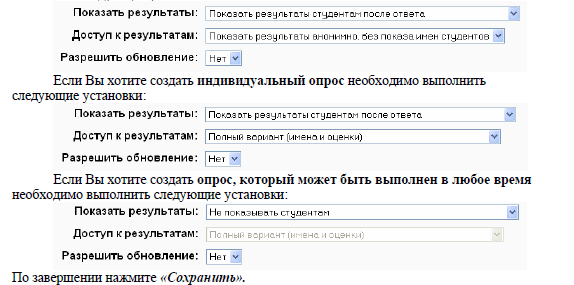 Показать результаты: Показать результаты студентам после ответа
Доступ к результатам: Показать результаты анонимно, без показа имен студентов
Разрешить обновление: Нет
Если Вы хотите создать индивидуальный опрос необходимо выполнить
следующие установки:
Показать результаты: Показать результаты студентам после ответа
Доступ к результатам: Полный вариант (имена и оценки)
Разрешить обновление: Нет
Если Вы хотите создать опрос, который может быть выполнен в любое время
необходимо выполнить следующие установки:
Показать результаты: Не показывать студентам
Доступ к результатам: Полный вариант (имена и оценки)
Разрешить обновление: Нет
По завершении нажмите «Сохранить».